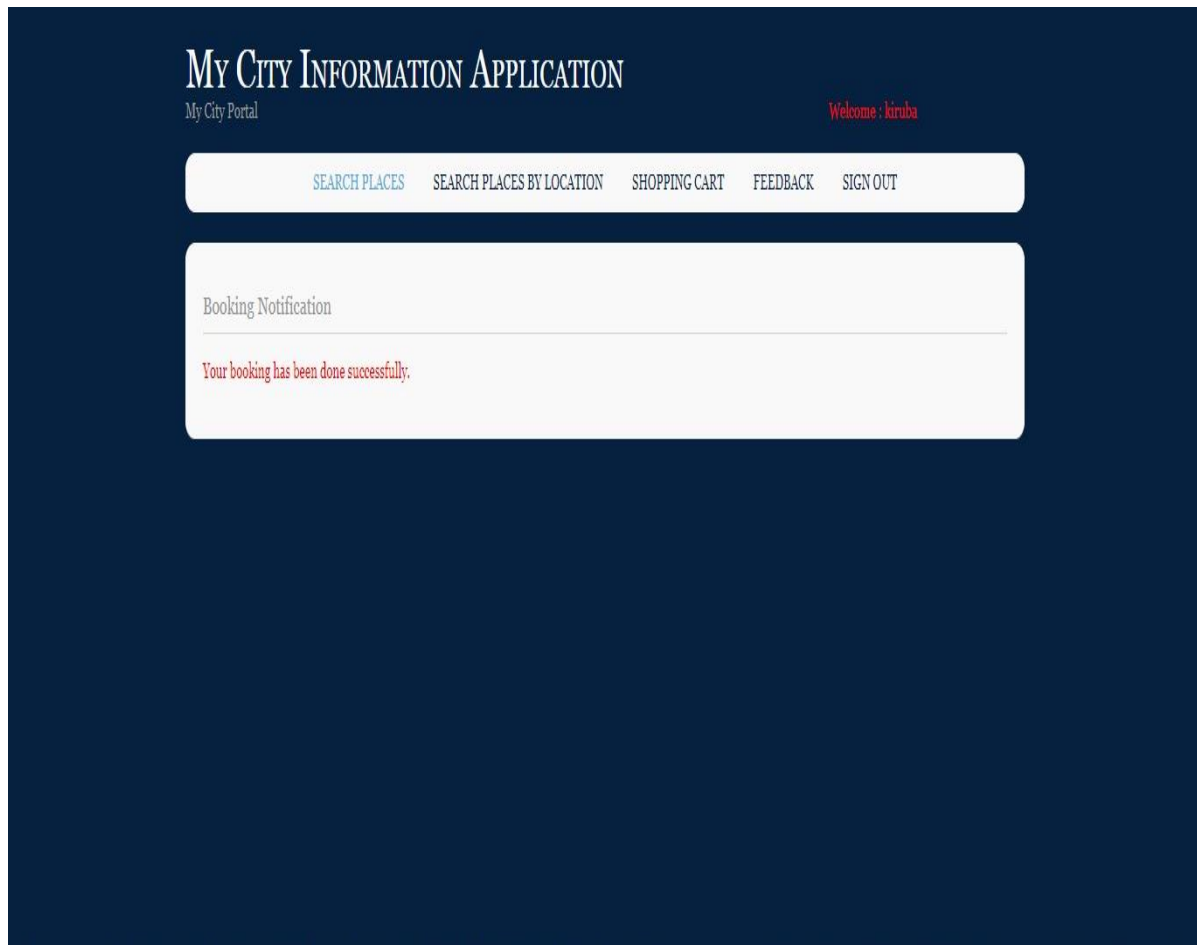 My City Information Application
My City Portal
Welcome : kiruba
SEARCH PLACES SEARCH PLACES BY LOCATION SHOPPING CART FEEDBACK SIGN OUT
Booking Notification
Your booking has been done successfully.